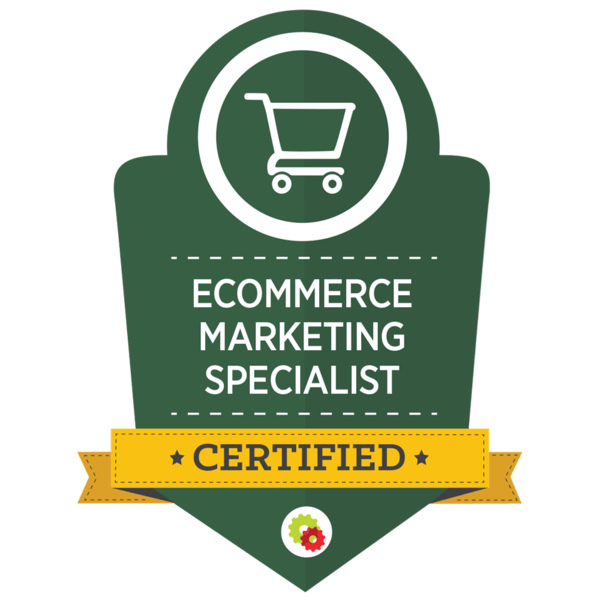 ECOMMERCE
MARKETING
SPECIALIST
CERTIFIED